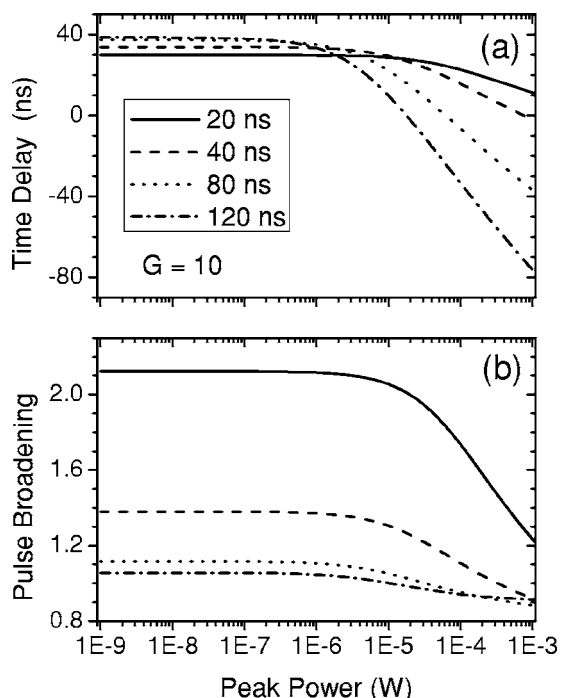 (a)
40
0
-40
-80
Time Delay (ns)
20 ns
40 ns
80 ns
120 ns
G = 10
(b)
2.0
1.6
1.2
0.8
Pulse Broadening
1E-9 1E-8 1E-7 1E-6 1E-5 1E-4 1E-3
Peak Power (W)